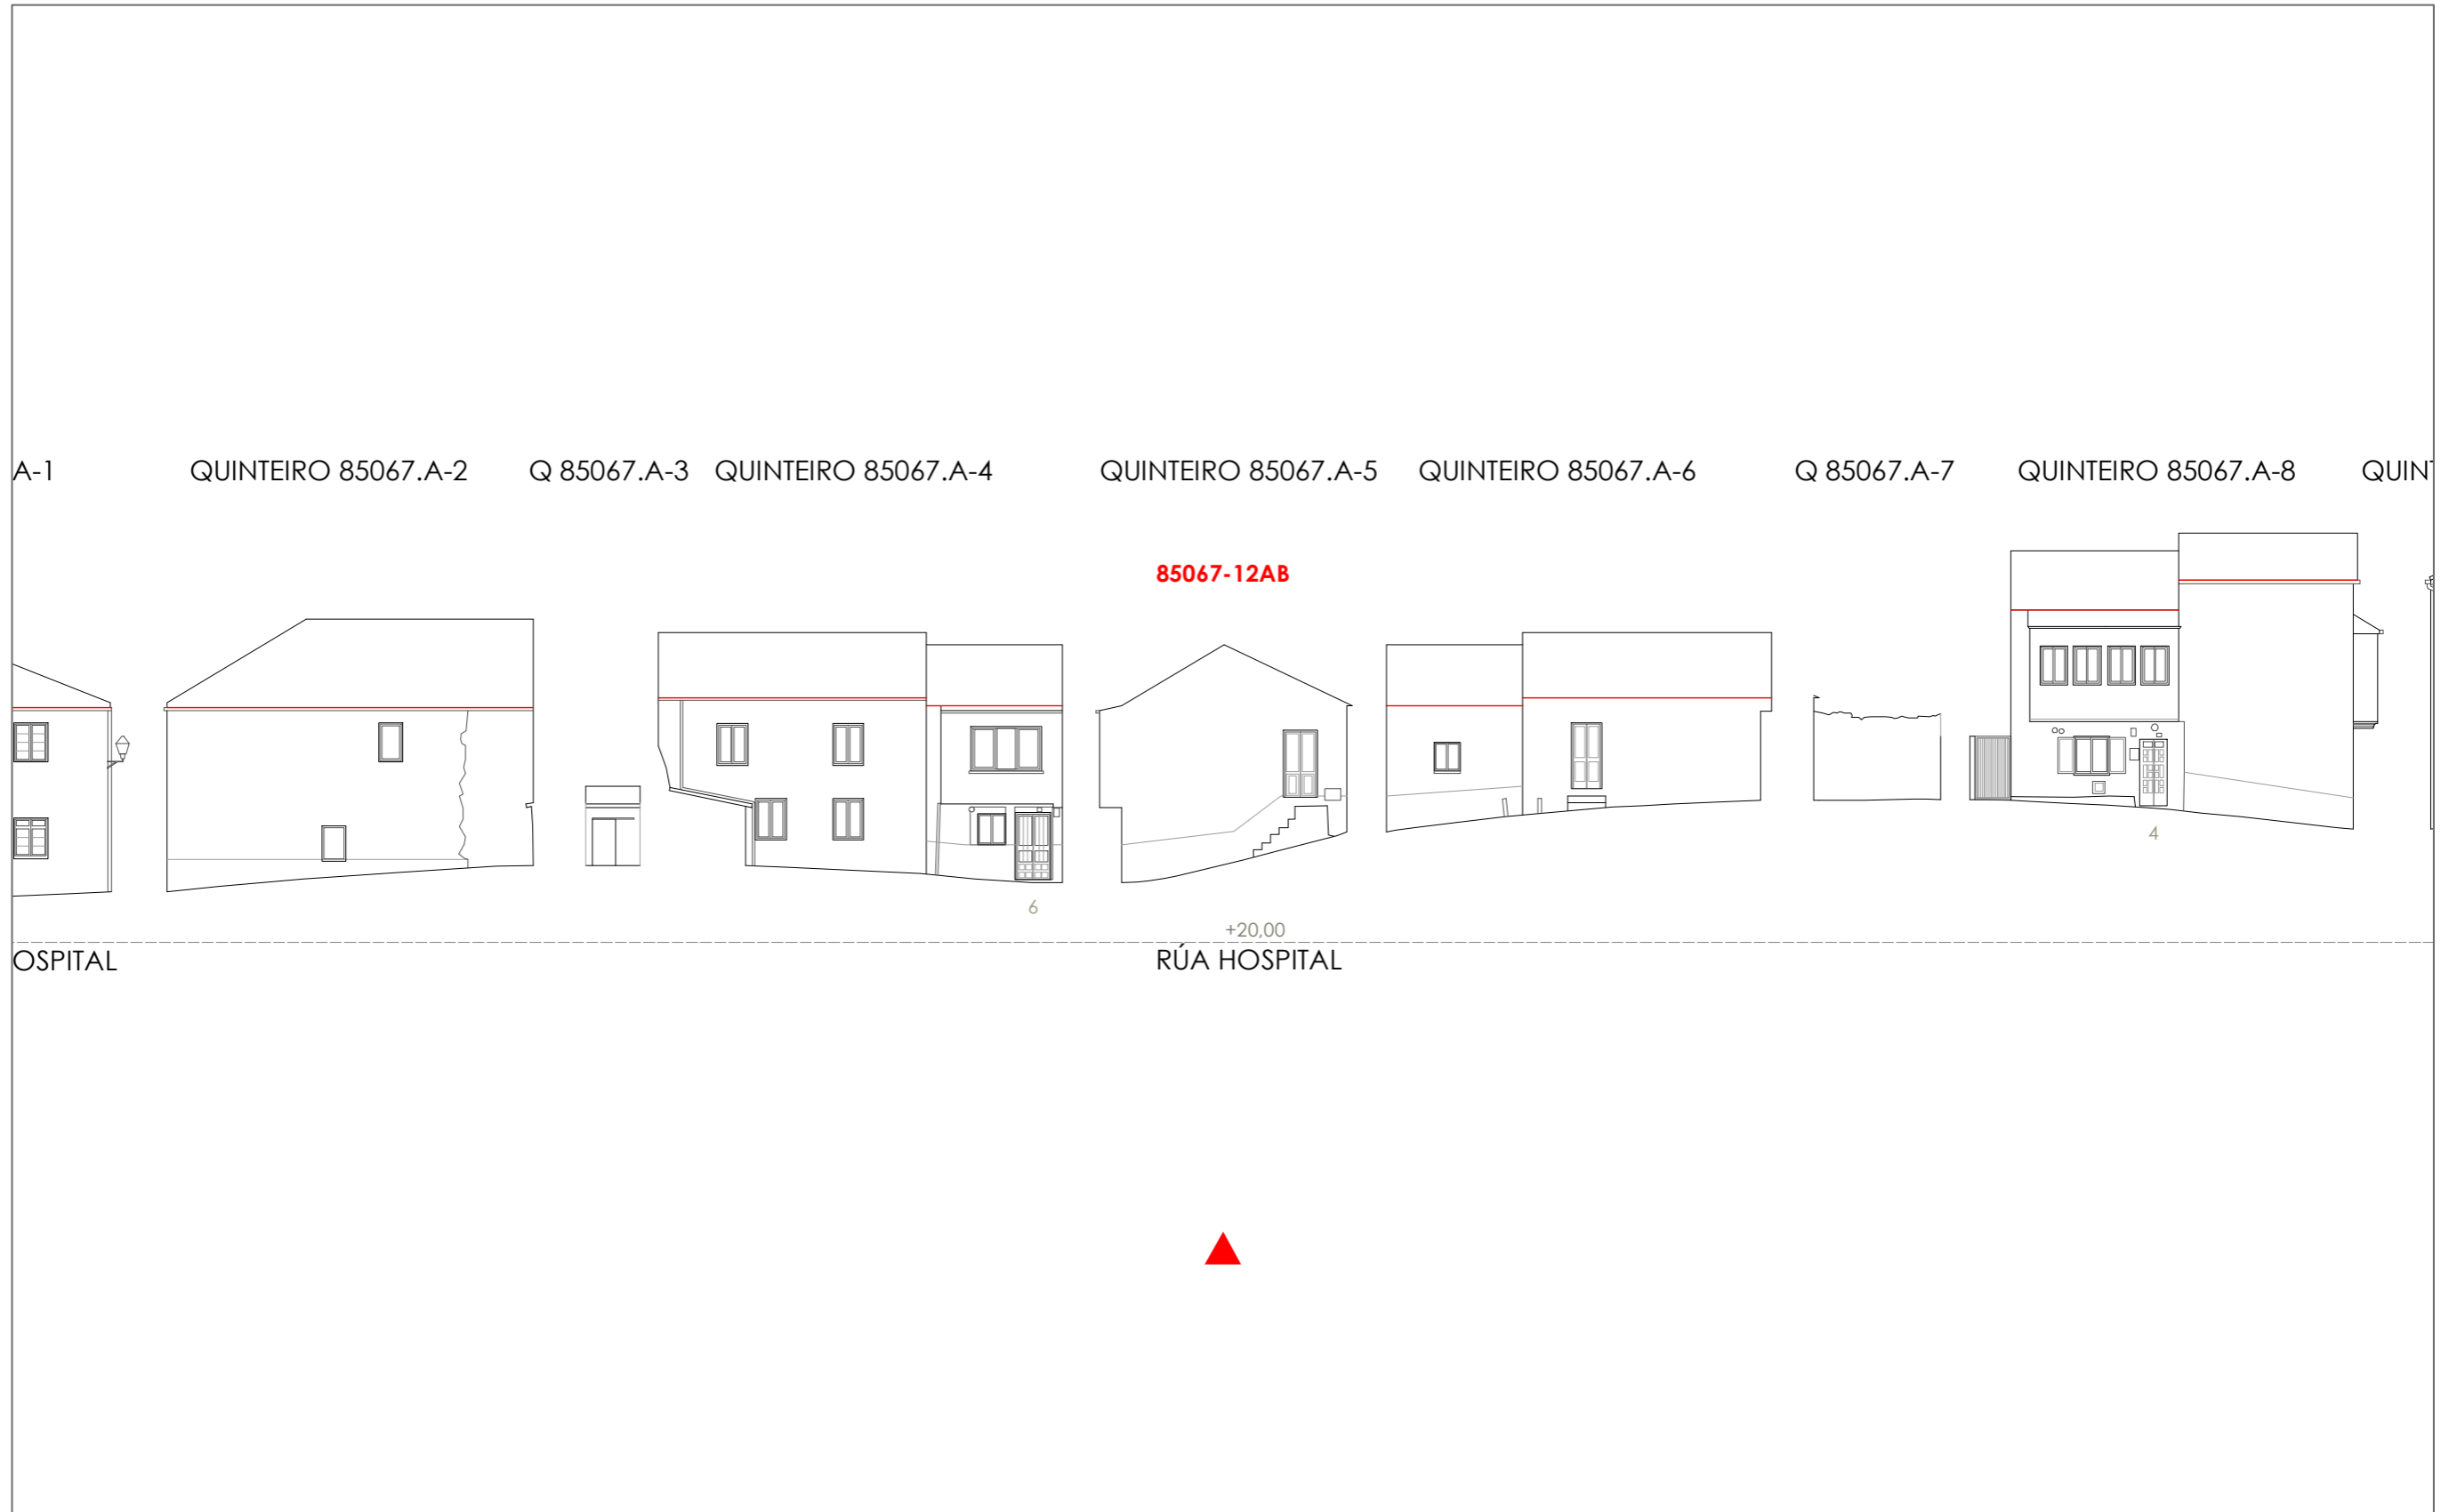 A-1 QUINTEIRO 85067.A-2 Q 85067.A-3 QUINTEIRO 85067.A-4 QUINTEIRO 85067.A-5 QUINTEIRO 85067.A-6 Q 85067.A-7 QUINTEIRO 85067.A-8 QUIN
85067-12AB
4
6
+20,00
OSPITAL RÚA HOSPITAL